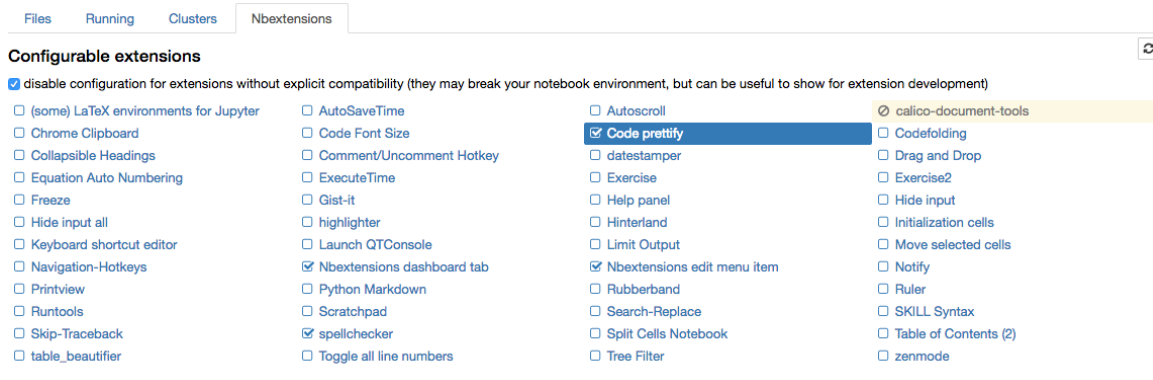 Files Running Clusters Nbextensions
Configurable extensions
disable configuration for extensions without explicit compatibility (they may break your notebook environment, but can be useful to show for extension development)
(some) LaTeX environments for Jupyter AutoSaveTime Autoscroll calico-document-tools
Chrome Clipboard Code Font Size Code prettify Codefolding
Collapsible Headings Comment/Uncomment Hotkey datestamper Drag and Drop
Equation Auto Numbering ExecuteTime Exercise Exercise2
Freeze Gist-it Help panel Hide input
Hide input all highlighter Hinterland Initialization cells
Keyboard shortcut editor Launch QTConsole Limit Output Move selected cells
Navigation-Hotkeys Nbextensions dashboard tab Nbextensions edit menu item Notify
Printview Python Markdown Rubberband Ruler
Runtools Scratchpad Search-Replace SKILL Syntax
Skip-Traceback spellchecker Split Cells Notebook Table of Contents (2)
table_beautifier Toggle all line numbers Tree Filter zenmode